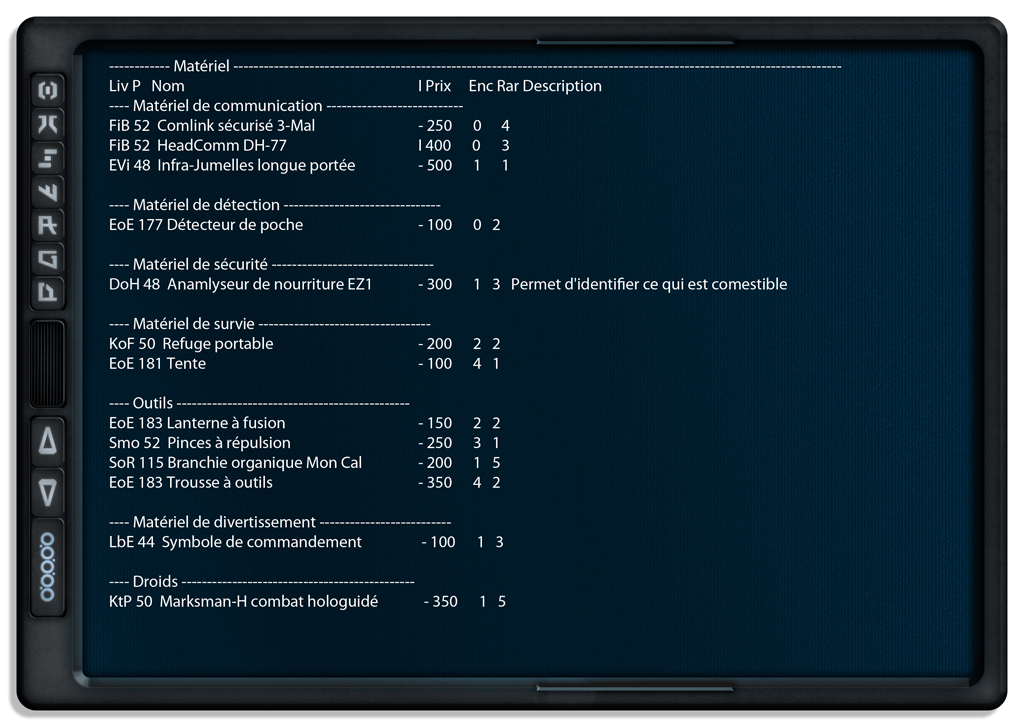 ------------ Matériel ------------------------------------------------------------------------------------------------------------------------
Liv P Nom I Prix Enc Rar Description
---- Matériel de communication ---------------------------
FiB 52 Comlink sécurisé 3-Mal - 250 0 4
FiB 52 HeadComm DH-77 I 400 0 3
EVi 48 Infra-Jumelles longue portée - 500 1 1
---- Matériel de détection -------------------------------
EoE 177 Détecteur de poche - 100 0 2
---- Matériel de sécurité --------------------------------
DoH 48 Anamlyseur de nourriture EZ1 - 300 1 3 Permet d'identifier ce qui est comestible
---- Matériel de survie ----------------------------------
KoF 50 Refuge portable - 200 2 2
EoE 181 Tente - 100 4 1
---- Outils ----------------------------------------------
EoE 183 Lanterne à fusion - 150 2 2
Smo 52 Pinces à répulsion - 250 3 1
SoR 115 Branchie organique Mon Cal - 200 1 5
EoE 183 Trousse à outils - 350 4 2
---- Matériel de divertissement --------------------------
LbE 44 Symbole de commandement - 100 1 3
---- Droids ----------------------------------------------
KtP 50 Marksman-H combat hologuidé - 350 1 5